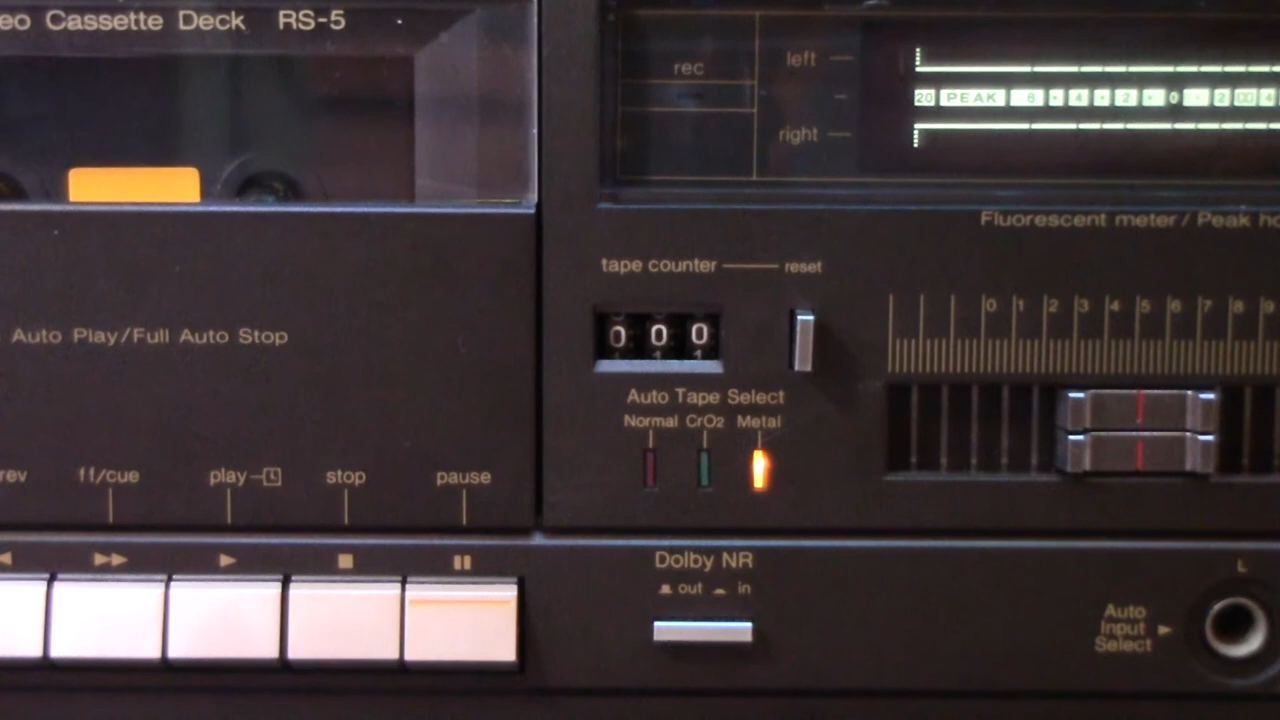 eo Cassette Deck RS-5
rec
left
right
20 PEAK 6 4 2 0 2 4
Fluorescent meter / Peak ho
tape counter reset
0 0 0
0 1 2 3 4 5 6 7 8 9
Auto Play/Full Auto Stop
Auto Tape Select
Normal CrO2 Metal
rev ff/cue play stop pause
Dolby NR
out in
L
Auto
Input
Select